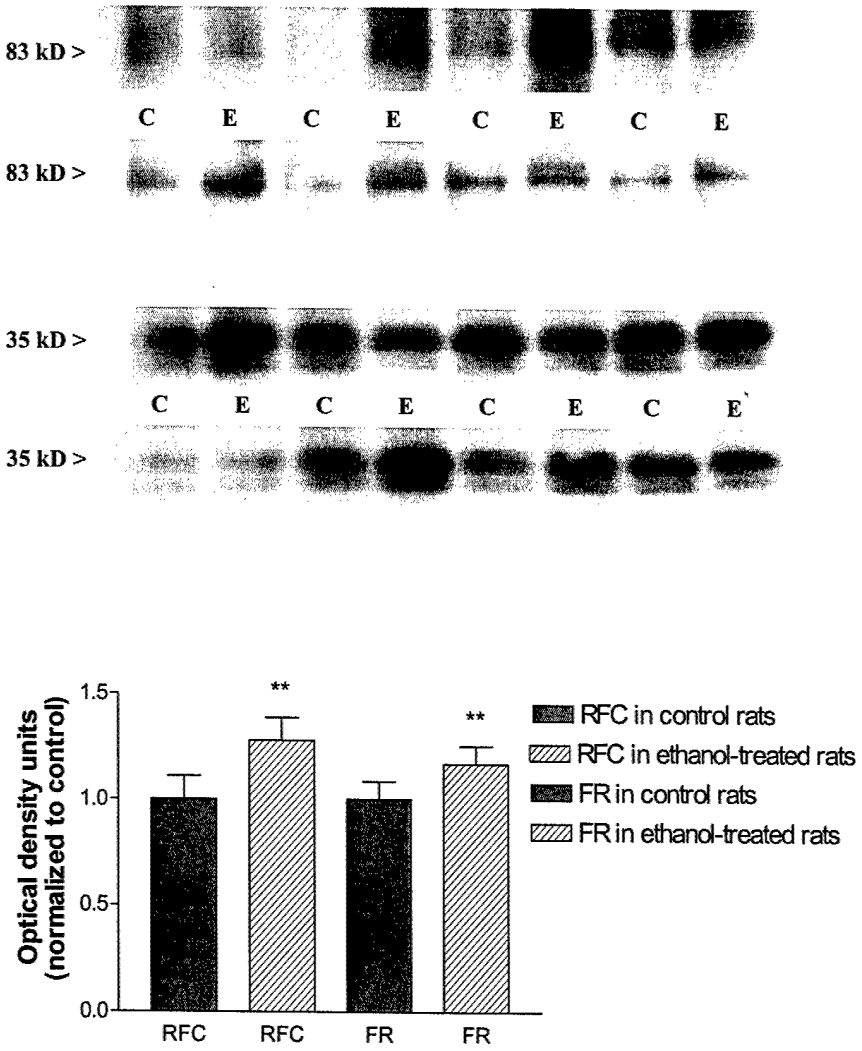 83 kD >
C E C E C E C E
83 kD >
35 kD >
C E C E C E C E
35 kD >
Optical density units
(normalized to control)
1.5
1.0
0.5
0.0
**
**
RFC RFC FR FR
RFC in control rats
RFC in ethanol-treated rats
FR in control rats
FR in ethanol-treated rats